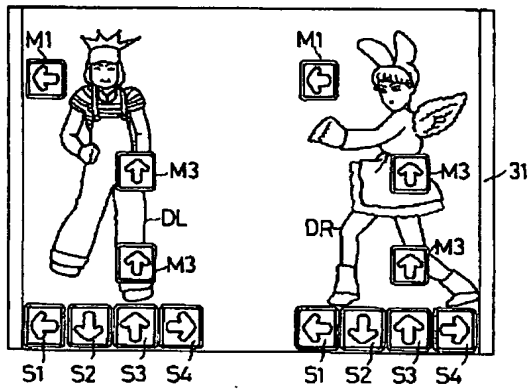 M1 M1
M3 M3 31
DL DR
M3 M3
S1 S2 S3 S4 S1 S2 S3 S4